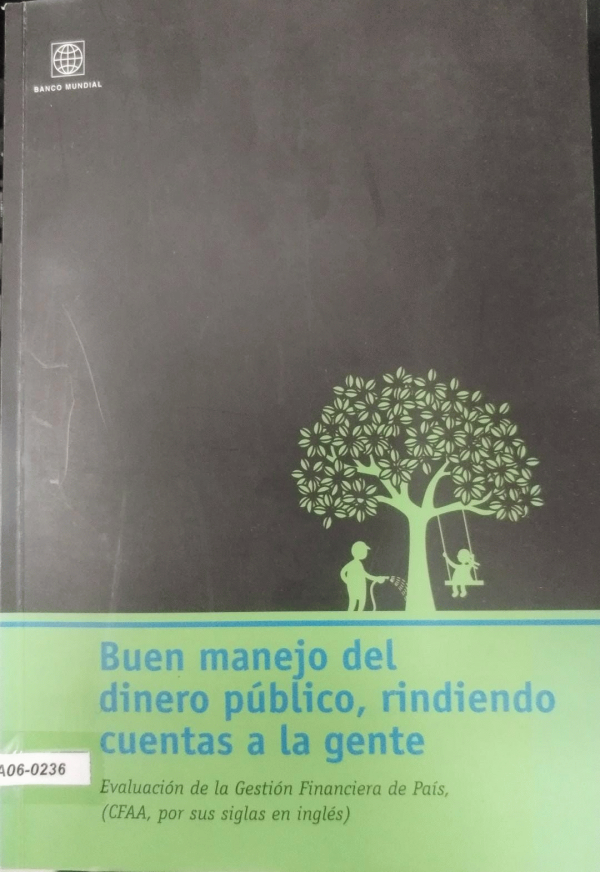 BANCO MUNDIAL
Buen manejo del
dinero público, rindiendo
cuentas a la gente
A06-0236
Evaluación de la Gestión Financiera de País,
(CFAA, por sus siglas en inglés)